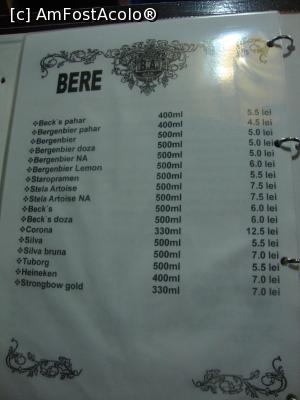 [c] AmFostAcolo®
BERE
Beck`s pahar 400ml 5.5 lei
Bergenbier pahar 500ml 4.5 lei
Bergenbier 500ml 5.0 lei
Bergenbier doza 500ml 5.0 lei
Bergenbier NA 500ml 5.0 lei
Bergenbier Lemon 500ml 6.0 lei
Staropramen 500ml 5.5 lei
Stela Artoise 500ml 7.5 lei
Stela Artoise NA 500ml 7.5 lei
Beck`s 500ml 6.0 lei
Beck`s doza 500ml 6.0 lei
Corona 330ml 12.5 lei
Silva 500ml 5.5 lei
Silva bruna 500ml 7.0 lei
Tuborg 500ml 5.5 lei
Heineken 400ml 7.0 lei
Strongbow gold 330ml 7.0 lei